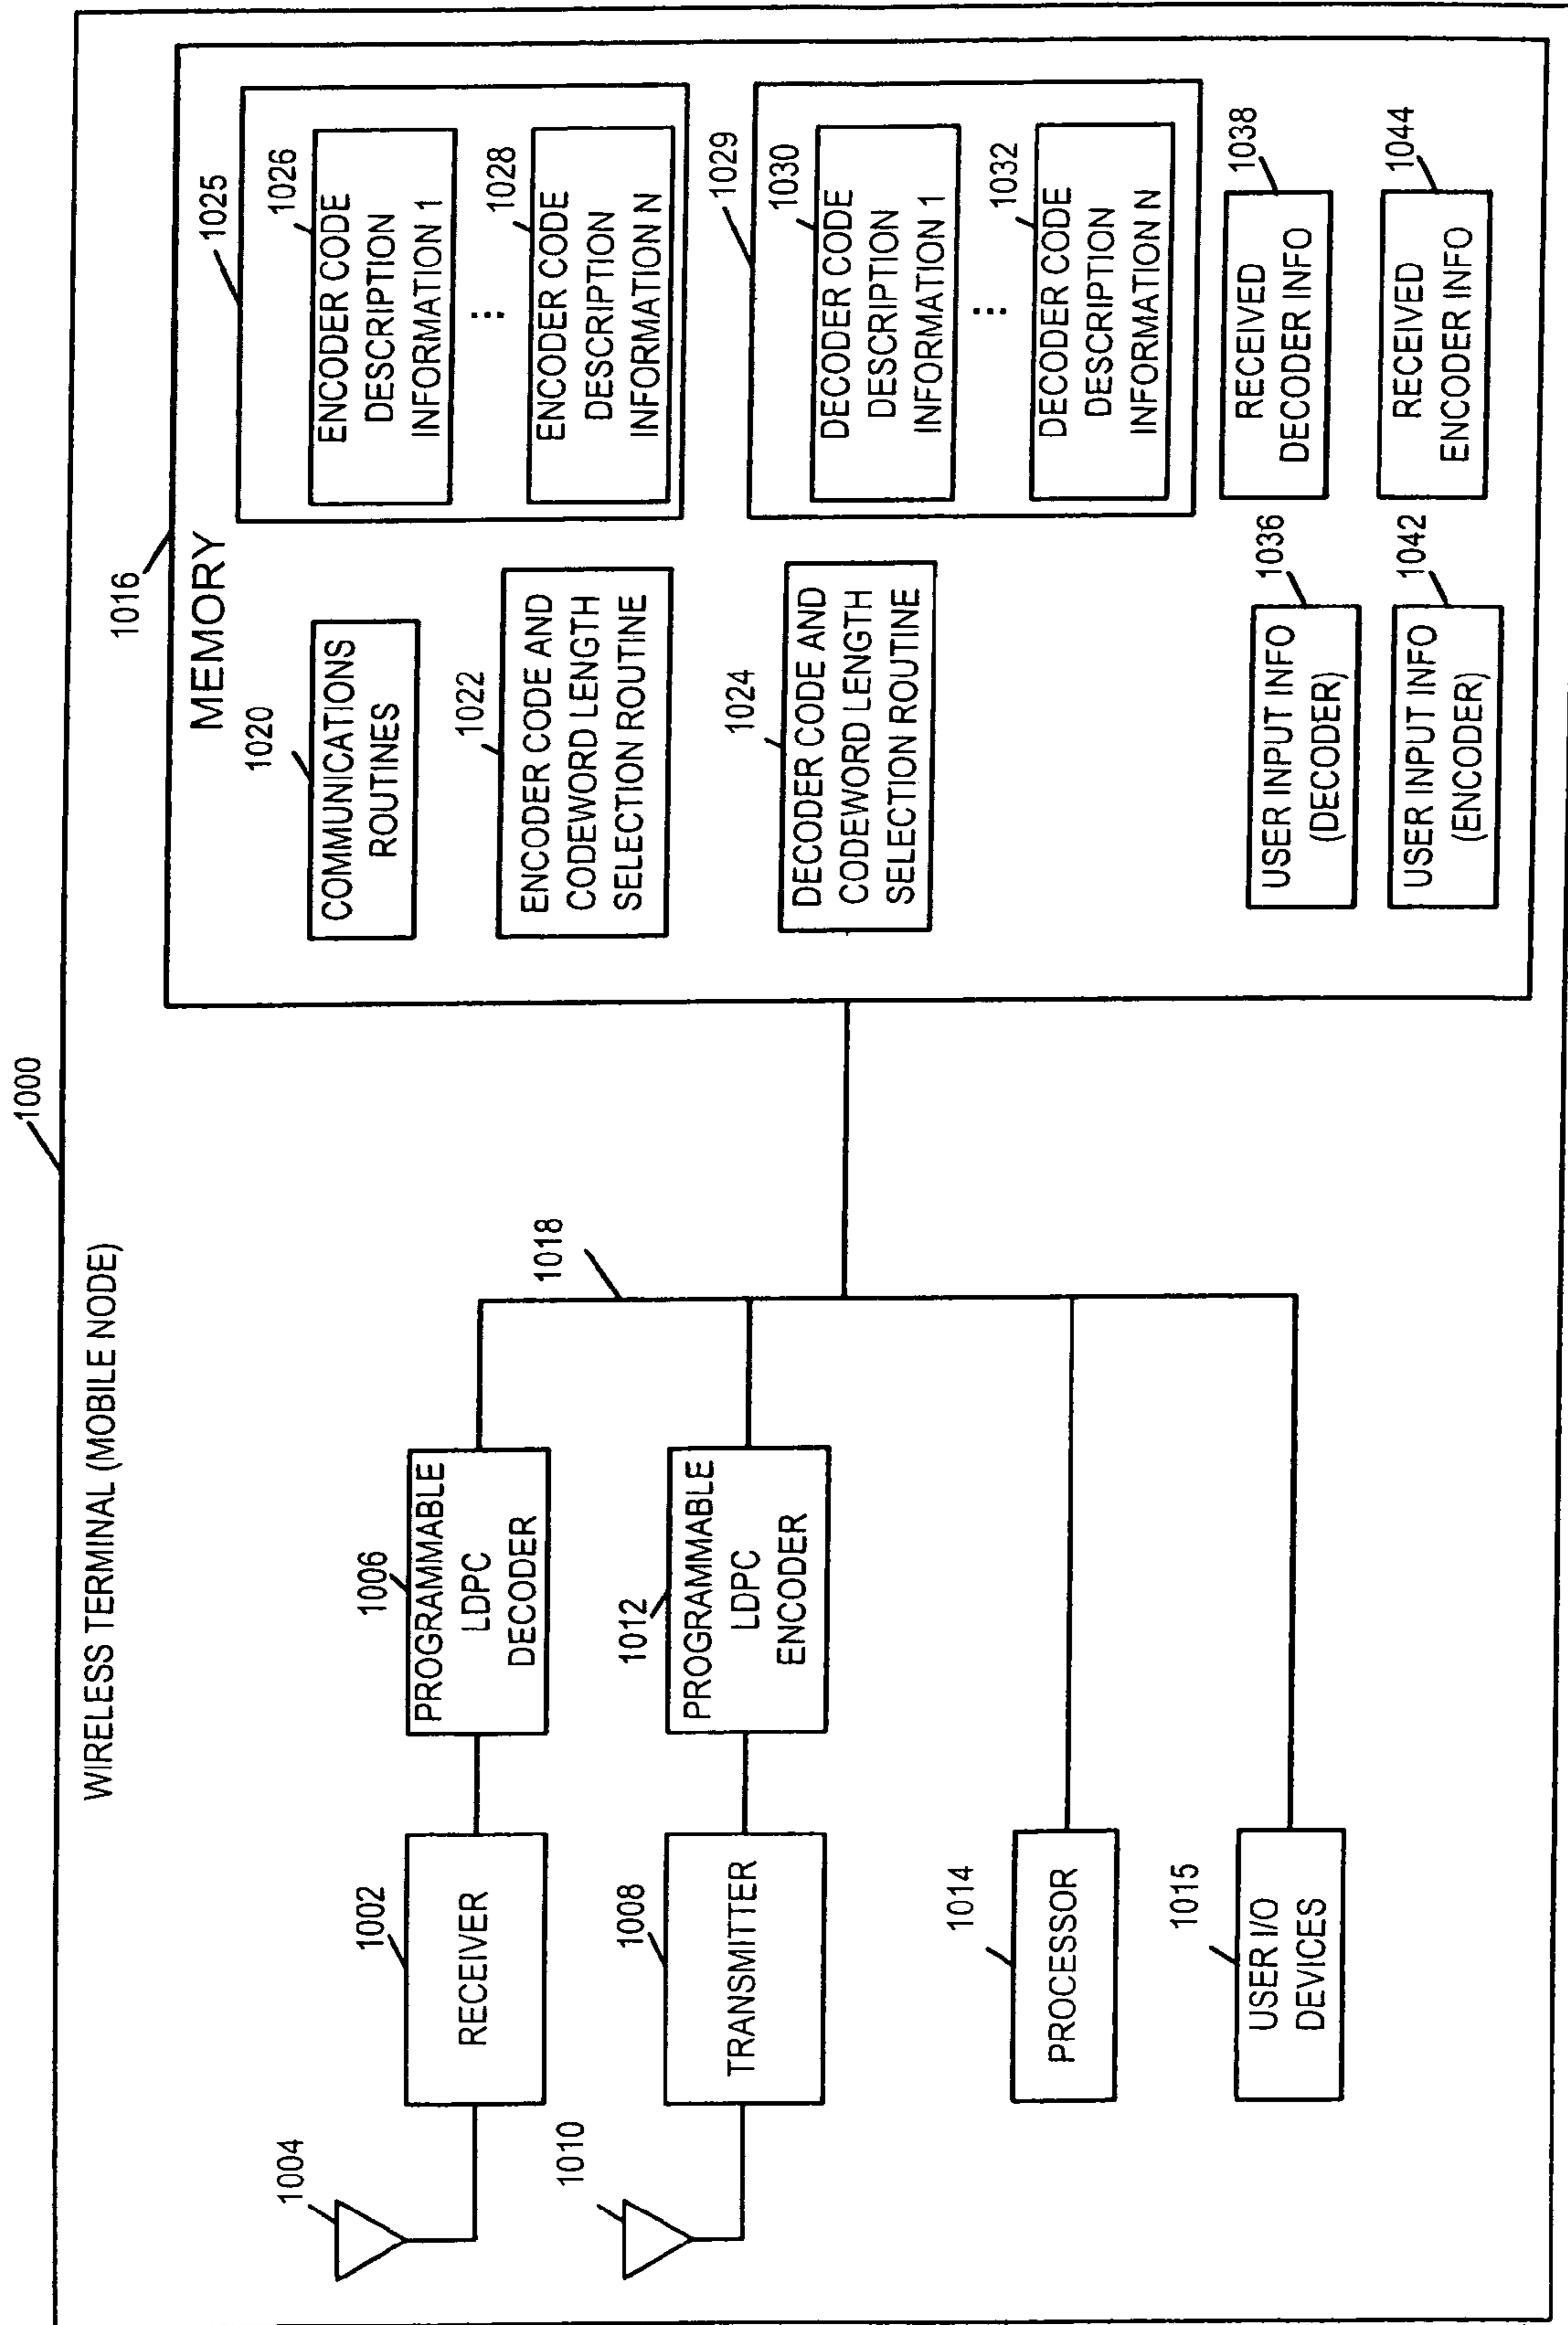 1000
WIRELESS TERMINAL (MOBILE NODE)
1004
1002
RECEIVER
1006
PROGRAMMABLE
LDPC
DECODER
1010
1008
TRANSMITTER
1012
PROGRAMMABLE
LDPC
ENCODER
1014
PROCESSOR
1015
USER I/O
DEVICES
1018
1016
MEMORY
1020
COMMUNICATIONS
ROUTINES
1022
ENCODER CODE AND
CODEWORD LENGTH
SELECTION ROUTINE
1024
DECODER CODE AND
CODEWORD LENGTH
SELECTION ROUTINE
1025
1026
ENCODER CODE
DESCRIPTION
INFORMATION 1
...
1028
ENCODER CODE
DESCRIPTION
INFORMATION N
1029
1030
DECODER CODE
DESCRIPTION
INFORMATION 1
...
1032
DECODER CODE
DESCRIPTION
INFORMATION N
1036
USER INPUT INFO
(DECODER)
1038
RECEIVED
DECODER INFO
1042
USER INPUT INFO
(ENCODER)
1044
RECEIVED
ENCODER INFO